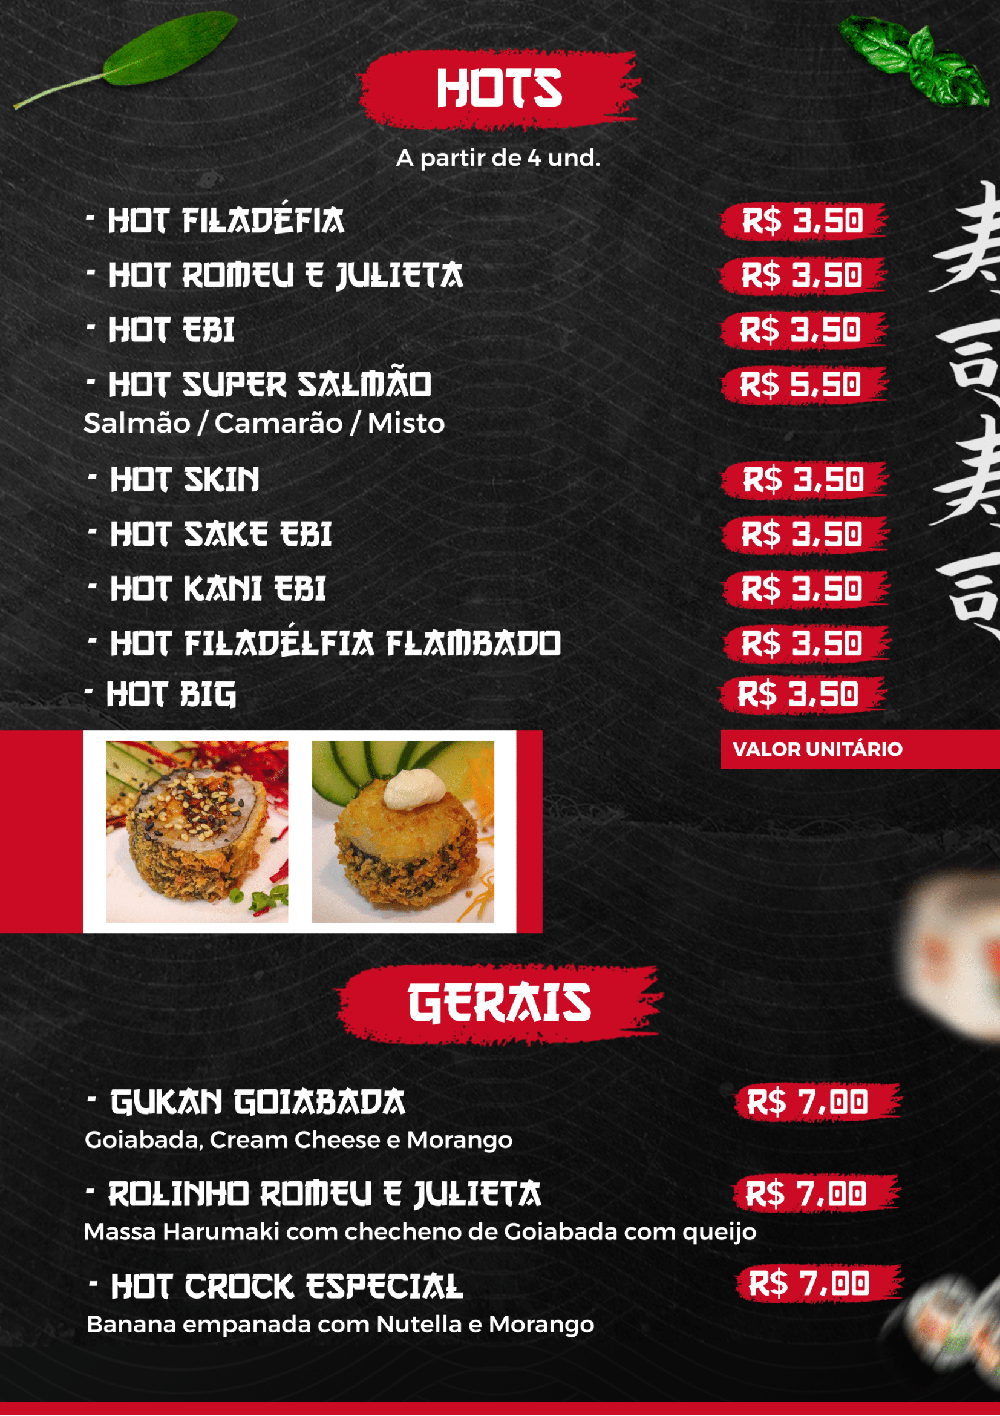 HOTS
A partir de 4 und.
- HOT FILADÉFIA R$ 3,50
- HOT ROMEU E JULIETA R$ 3,50
- HOT EBI R$ 3,50
- HOT SUPER SALMÃO R$ 5,50
Salmão / Camarão / Misto
- HOT SKIN R$ 3,50
- HOT SAKE EBI R$ 3,50
- HOT KANI EBI R$ 3,50
- HOT FILADÉLFIA FLAMBADO R$ 3,50
- HOT BIG R$ 3,50
VALOR UNITÁRIO
寿
司
寿
司
GERAIS
- GUKAN GOIABADA R$ 7,00
Goiabada, Cream Cheese e Morango
- ROLINHO ROMEU E JULIETA R$ 7,00
Massa Harumaki com checheno de Goiabada com queijo
- HOT CROCK ESPECIAL R$ 7,00
Banana empanada com Nutella e Morango